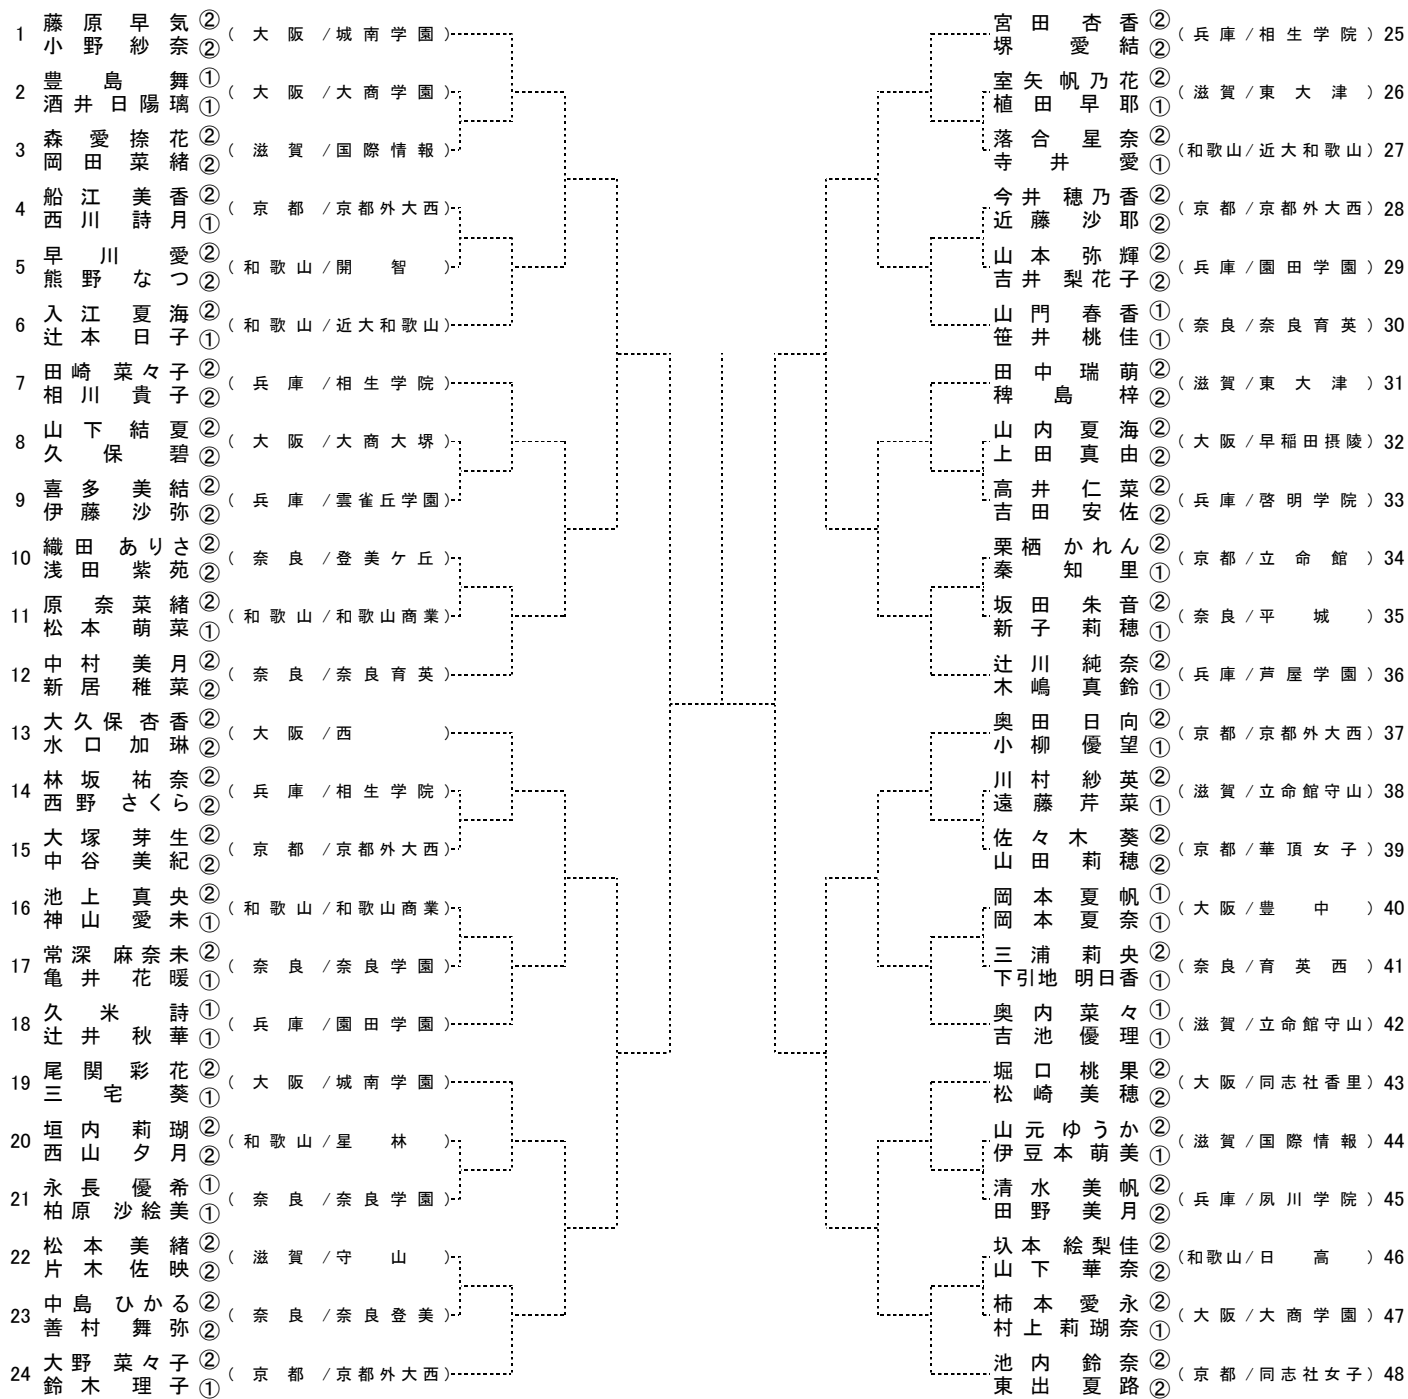 1 藤原早気② 小野紗奈② (大阪/城南学園)
2 豊島舞① 酒井日陽璃① (大阪/大商学園)
3 森愛捺花② 岡田菜緒② (滋賀/国際情報)
4 船江美香② 西川詩月① (京都/京都外大西)
5 早川愛② 熊野なつ② (和歌山/開智)
6 入江夏海② 辻本日子① (和歌山/近大和歌山)
7 田崎菜々子② 相川貴子② (兵庫/相生学院)
8 山下結夏② 久保碧② (大阪/大商大堺)
9 喜多美結② 伊藤沙弥② (兵庫/雲雀丘学園)
10 織田ありさ② 浅田紫苑② (奈良/登美ケ丘)
11 原奈菜緒② 松本萌菜① (和歌山/和歌山商業)
12 中村美月② 新居稚菜② (奈良/奈良育英)
13 大久保杏香② 水口加琳② (大阪/西)
14 林坂祐奈② 西野さくら② (兵庫/相生学院)
15 大塚芽生② 中谷美紀② (京都/京都外大西)
16 池上真央② 神山愛未① (和歌山/和歌山商業)
17 常深麻奈未② 亀井花暖① (奈良/奈良学園)
18 久米詩① 辻井秋華① (兵庫/園田学園)
19 尾関彩花② 三宅葵① (大阪/城南学園)
20 垣内莉瑚② 西山夕月② (和歌山/星林)
21 永長優希① 柏原沙絵美① (奈良/奈良学園)
22 松本美緒② 片木佐映② (滋賀/守山)
23 中島ひかる② 善村舞弥② (奈良/奈良登美)
24 大野菜々子② 鈴木理子① (京都/京都外大西)
宮田杏香② 堺愛結② (兵庫/相生学院) 25
室矢帆乃花② 植田早耶① (滋賀/東大津) 26
落合星奈② 寺井愛① (和歌山/近大和歌山) 27
今井穂乃香② 近藤沙耶② (京都/京都外大西) 28
山本弥輝② 吉井梨花子② (兵庫/園田学園) 29
山門春香① 笹井桃佳① (奈良/奈良育英) 30
田中瑞萌② 稗島梓② (滋賀/東大津) 31
山内夏海② 上田真由② (大阪/早稲田摂陵) 32
高井仁菜② 吉田安佐② (兵庫/啓明学院) 33
栗栖かれん② 秦知里① (京都/立命館) 34
坂田朱音② 新子莉穂① (奈良/平城) 35
辻川純奈② 木嶋真鈴① (兵庫/芦屋学園) 36
奥田日向② 小柳優望① (京都/京都外大西) 37
川村紗英② 遠藤芹菜① (滋賀/立命館守山) 38
佐々木葵② 山田莉穂② (京都/華頂女子) 39
岡本夏帆① 岡本夏奈① (大阪/豊中) 40
三浦莉央② 下引地明日香① (奈良/育英西) 41
奥内菜々① 吉池優理① (滋賀/立命館守山) 42
堀口桃果② 松崎美穂② (大阪/同志社香里) 43
山元ゆうか② 伊豆本萌美① (滋賀/国際情報) 44
清水美帆② 田野美月② (兵庫/夙川学院) 45
圦本絵梨佳② 山下華奈② (和歌山/日高) 46
柿本愛永② 村上莉瑚奈① (大阪/大商学園) 47
池内鈴奈② 東出夏路② (京都/同志社女子) 48